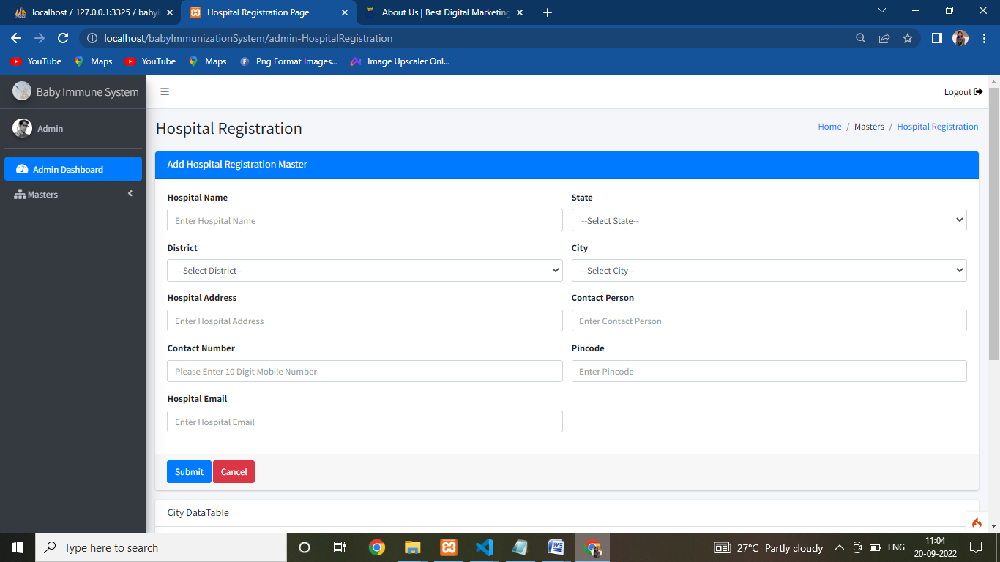 localhost / 127.0.0.1:3325 / babyi
Hospital Registration Page
About Us | Best Digital Marketing
localhost/babyImmunizationSystem/admin-HospitalRegistration
YouTube
Maps
YouTube
Maps
Png Format Images...
Image Upscaler Onl...
Baby Immune System
Logout
Admin
Hospital Registration
Home / Masters / Hospital Registration
Admin Dashboard
Masters
Add Hospital Registration Master
Hospital Name
State
Enter Hospital Name
--Select State--
District
City
--Select District--
--Select City--
Hospital Address
Contact Person
Enter Hospital Address
Enter Contact Person
Contact Number
Pincode
Please Enter 10 Digit Mobile Number
Enter Pincode
Hospital Email
Enter Hospital Email
Submit
Cancel
City DataTable
Type here to search
27°C Partly cloudy
ENG
11:04
20-09-2022